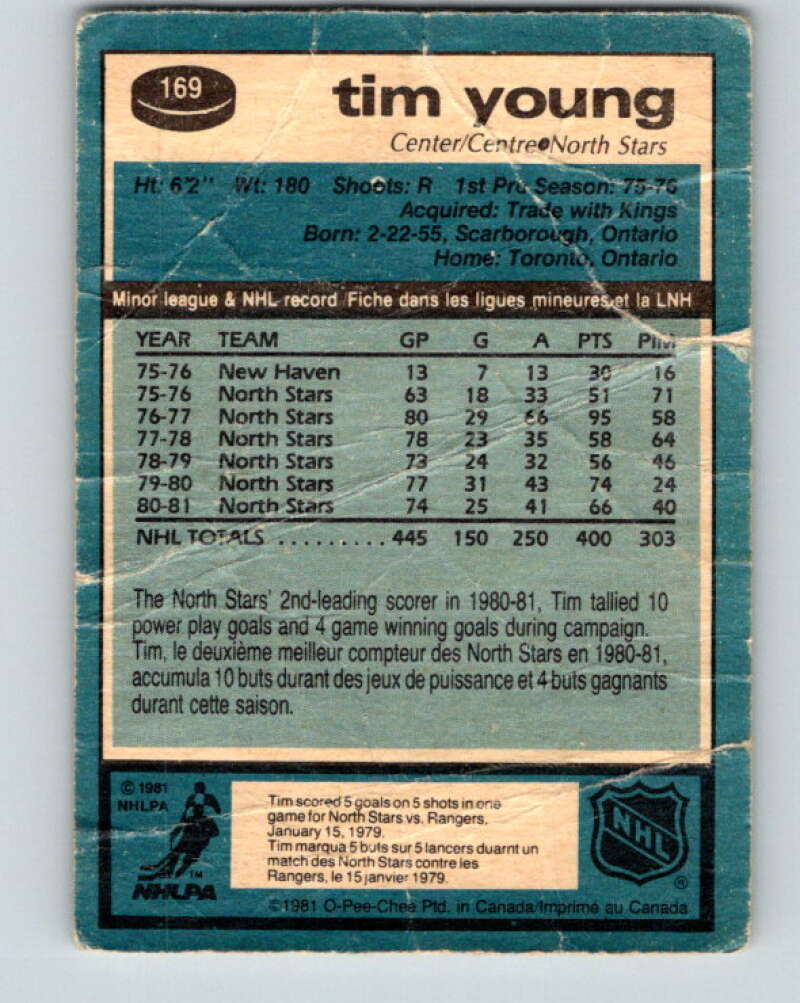 169
tim young
Center/Centre•North Stars
Ht: 6'2" Wt: 180 Shoots: R 1st Pro Season: 75-76
Acquired: Trade with Kings
Born: 2-22-55, Scarborough, Ontario
Home: Toronto, Ontario
Minor league & NHL record/Fiche dans les ligues mineures et la LNH
YEAR TEAM GP G A PTS PIM
75-76 New Haven 13 7 13 30 16
75-76 North Stars 63 18 33 51 71
76-77 North Stars 80 29 66 95 58
77-78 North Stars 78 23 35 58 64
78-79 North Stars 73 24 32 56 46
79-80 North Stars 77 31 43 74 24
80-81 North Stars 74 25 41 66 40
NHL TOTALS ......... 445 150 250 400 303
The North Stars' 2nd-leading scorer in 1980-81, Tim tallied 10
power play goals and 4 game winning goals during campaign.
Tim, le deuxième meilleur compteur des North Stars en 1980-81,
accumula 10 buts durant des jeux de puissance et 4 buts gagnants
durant cette saison.
© 1981
NHLPA
TM
NHLPA
Tim scored 5 goals on 5 shots in one
game for North Stars vs. Rangers,
January 15, 1979.
Tim marqua 5 buts sur 5 lancers duarnt un
match des North Stars contre les
Rangers, le 15 janvier 1979.
NHL
®
©1981 O-Pee-Chee Ptd. in Canada/Imprimé au Canada